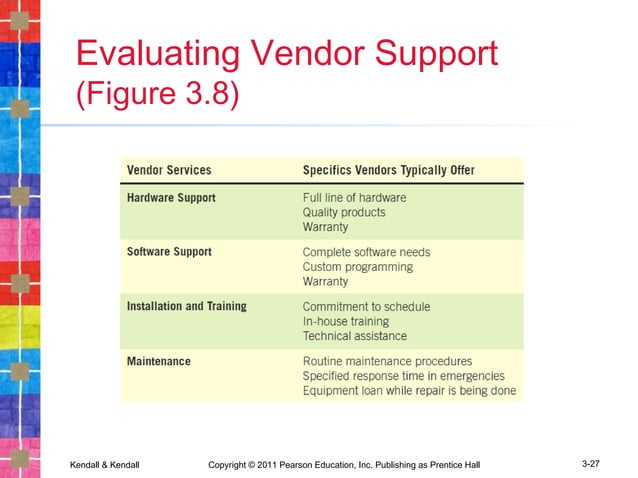 Evaluating Vendor Support
(Figure 3.8)
Vendor Services Specifics Vendors Typically Offer
Hardware Support Full line of hardware
Quality products
Warranty
Software Support Complete software needs
Custom programming
Warranty
Installation and Training Commitment to schedule
In-house training
Technical assistance
Maintenance Routine maintenance procedures
Specified response time in emergencies
Equipment loan while repair is being done
Kendall & Kendall Copyright © 2011 Pearson Education, Inc. Publishing as Prentice Hall 3-27